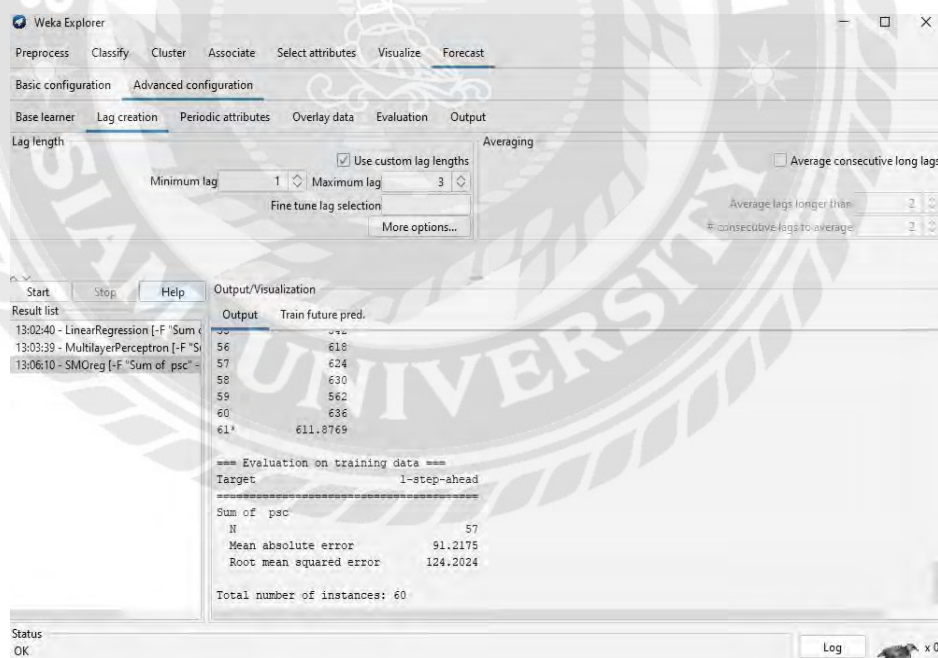 Weka Explorer
Preprocess Classify Cluster Associate Select attributes Visualize Forecast
Basic configuration Advanced configuration
Base learner Lag creation Periodic attributes Overlay data Evaluation Output
Lag length Averaging
Use custom lag lengths Average consecutive long lags
Minimum lag 1 Maximum lag 3 Average lags longer than 2
Fine tune lag selection # consecutive lags to average 2
More options...
Start Stop Help Output/Visualization
Result list Output Train future pred.
13:02:40 - LinearRegression [-F "Sum
13:03:39 - MultilayerPerceptron [-F "S
13:06:10 - SMOreg [-F "Sum of psc" -
56 618
57 624
58 630
59 562
60 636
61* 611.8769
=== Evaluation on training data ===
Target 1-step-ahead
========================================
Sum of psc
N 57
Mean absolute error 91.2175
Root mean squared error 124.2024
Total number of instances: 60
Status
OK Log x 0
UNIVERSITY